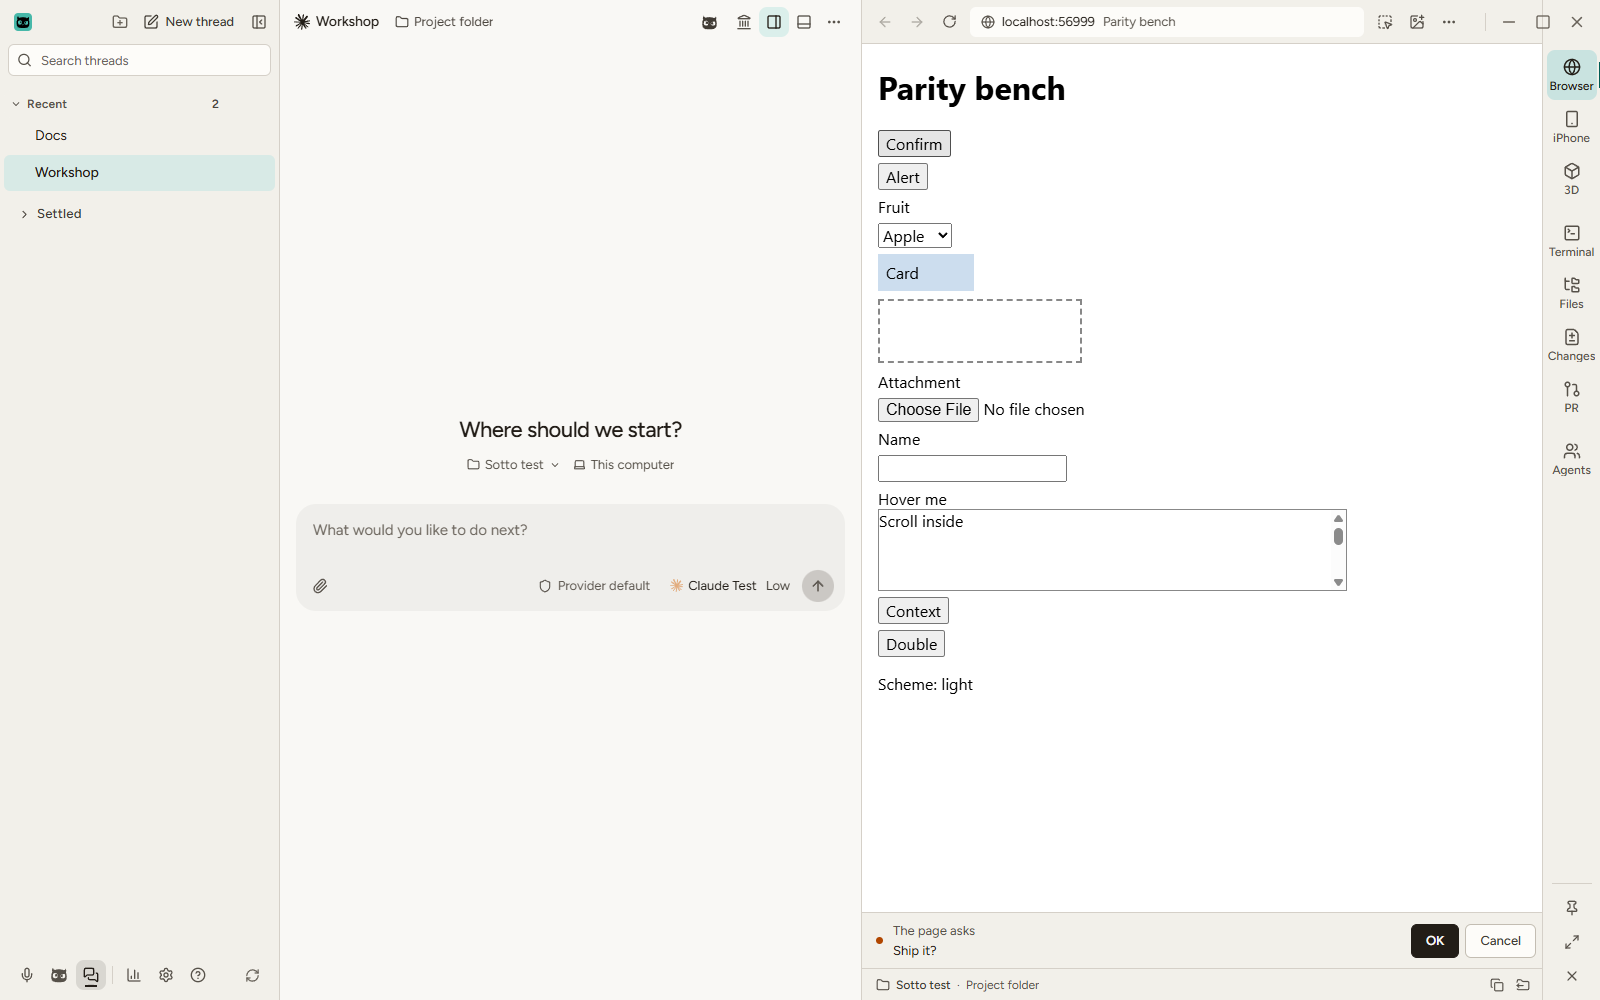 New thread
Search threads
Recent 2
Docs
Workshop
Settled
Workshop Project folder
Where should we start?
Sotto test This computer
What would you like to do next?
Provider default Claude Test Low
localhost:56999 Parity bench
Parity bench
Confirm
Alert
Fruit
Apple
Card
Attachment
Choose File No file chosen
Name
Hover me
Scroll inside
Context
Double
Scheme: light
The page asks
Ship it?
OK Cancel
Sotto test · Project folder
Browser
iPhone
3D
Terminal
Files
Changes
PR
Agents